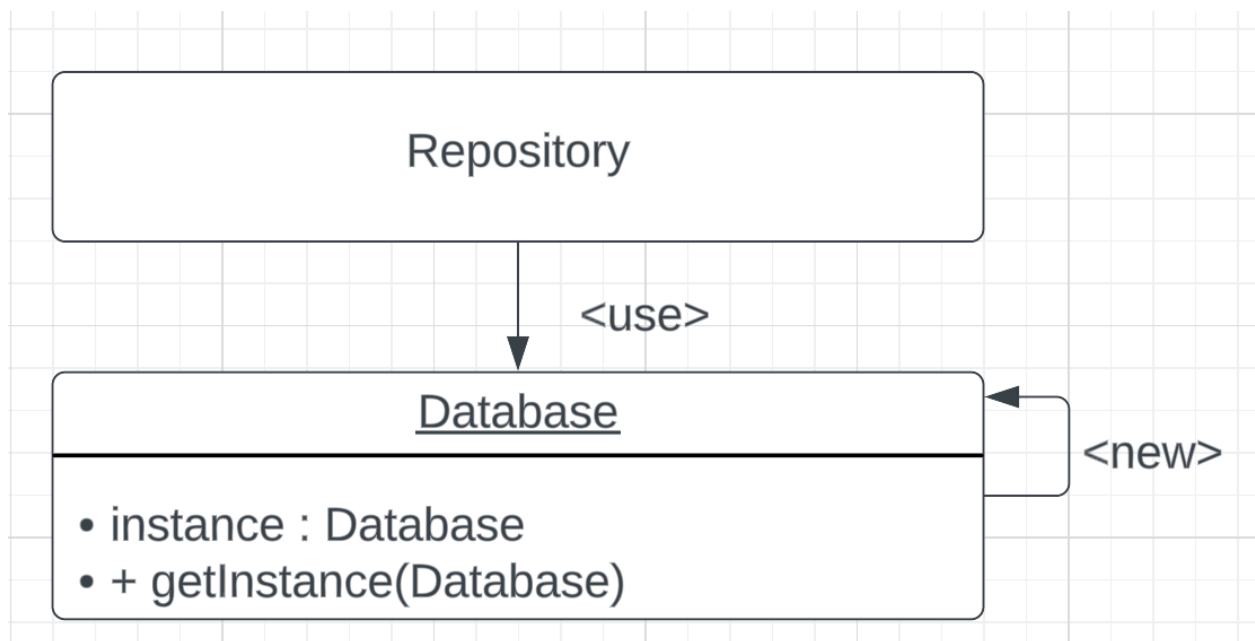 Repository
<use>
Database
<new>
• instance : Database
• + getInstance(Database)